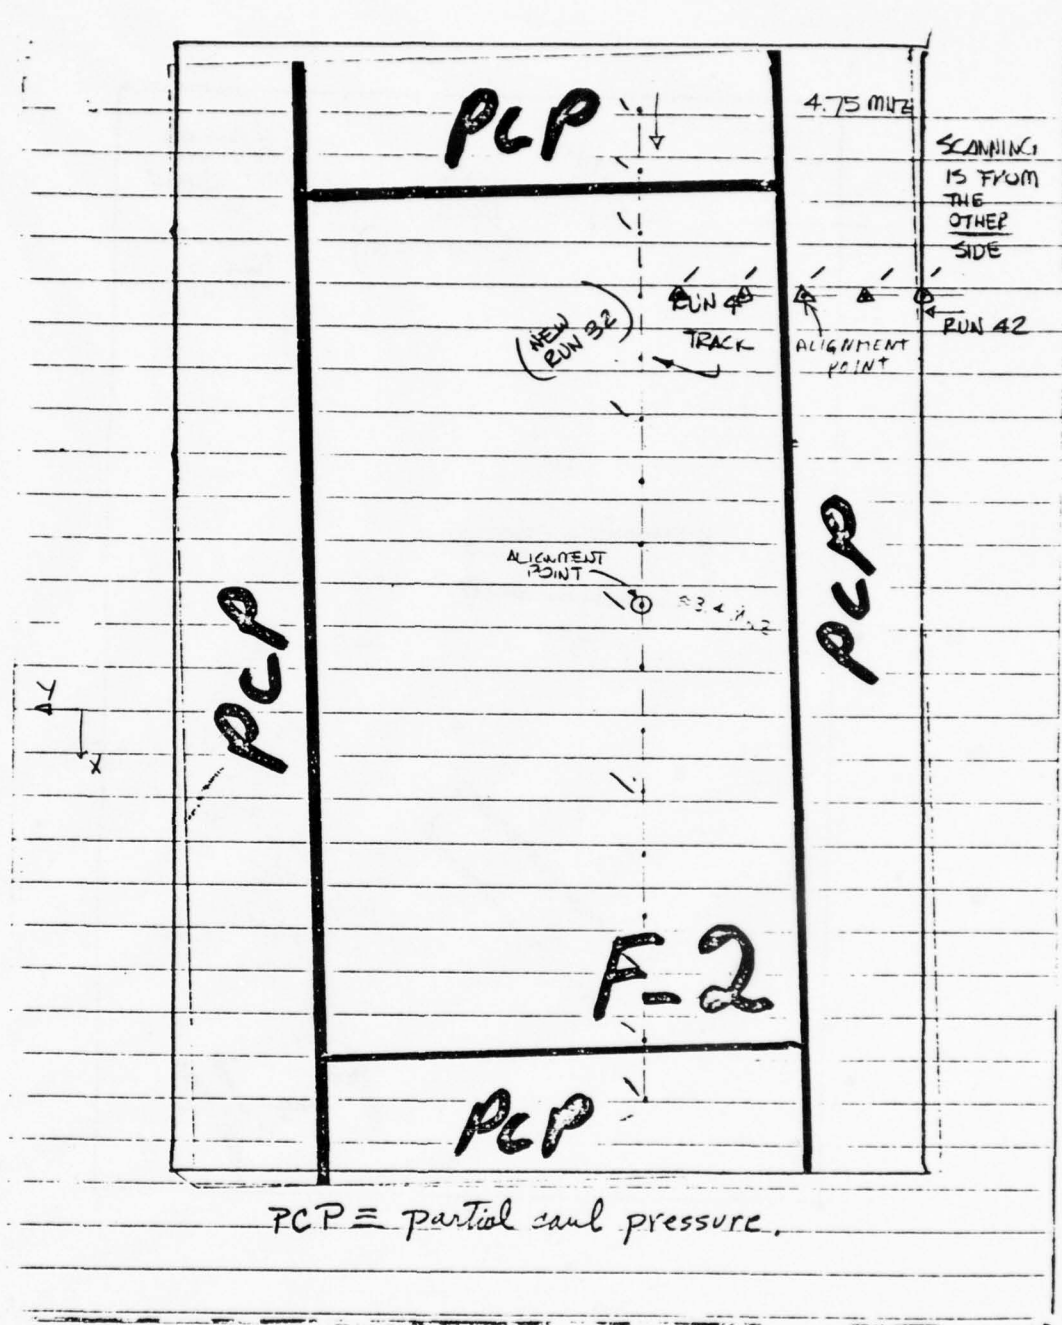 PCP
4.75 MHZ
SCANNING
IS FROM
THE
OTHER
SIDE
RUN 4
TRACK
(NEW
RUN 32)
ALIGNMENT
POINT
RUN 42
ALIGNMENT
POINT
PCP
PCP
Y
X
F-2
PCP
PCP ≡ partial caul pressure.